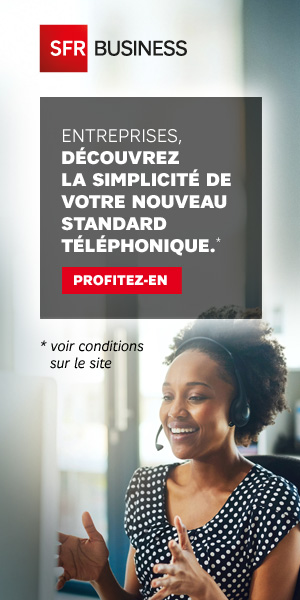 SFR BUSINESS
ENTREPRISES,
DÉCOUVREZ
LA SIMPLICITÉ DE
VOTRE NOUVEAU
STANDARD
TÉLÉPHONIQUE.*
PROFITEZ-EN
* voir conditions
sur le site